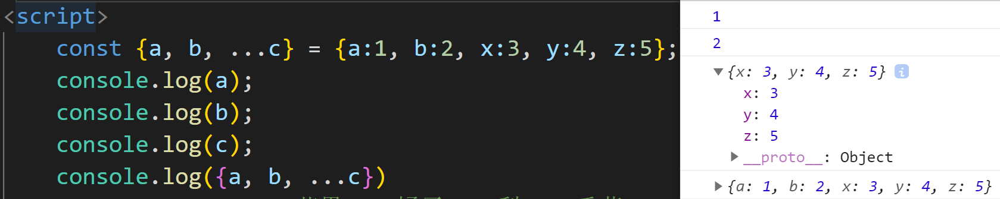 <script>
const {a, b, ...c} = {a:1, b:2, x:3, y:4, z:5};
console.log(a);
console.log(b);
console.log(c);
console.log({a, b, ...c})
1
2
▼{x: 3, y: 4, z: 5} i
x: 3
y: 4
z: 5
▶__proto__: Object
▶{a: 1, b: 2, x: 3, y: 4, z: 5}